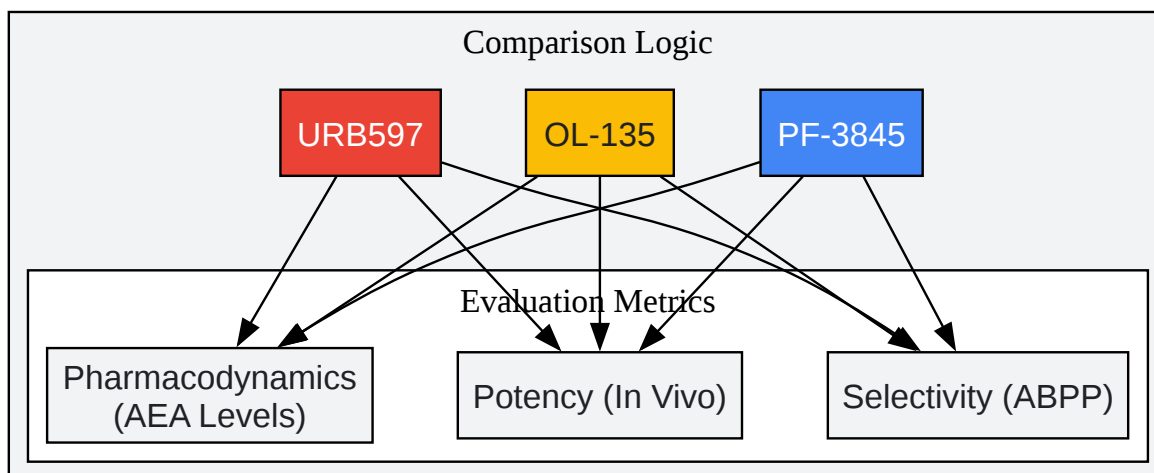 Comparison Logic
URB597
OL-135
PF-3845
Evaluation Metrics
Pharmacodynamics
(AEA Levels)
Potency (In Vivo)
Selectivity (ABPP)